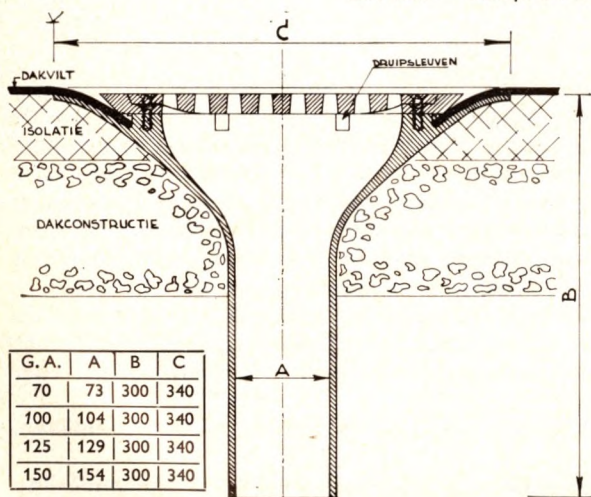 C
DAKVILT
DRUIPSLEUVEN
ISOLATIE
DAKCONSTRUCTIE
B
A
G. A. A B C
70 73 300 340
100 104 300 340
125 129 300 340
150 154 300 340